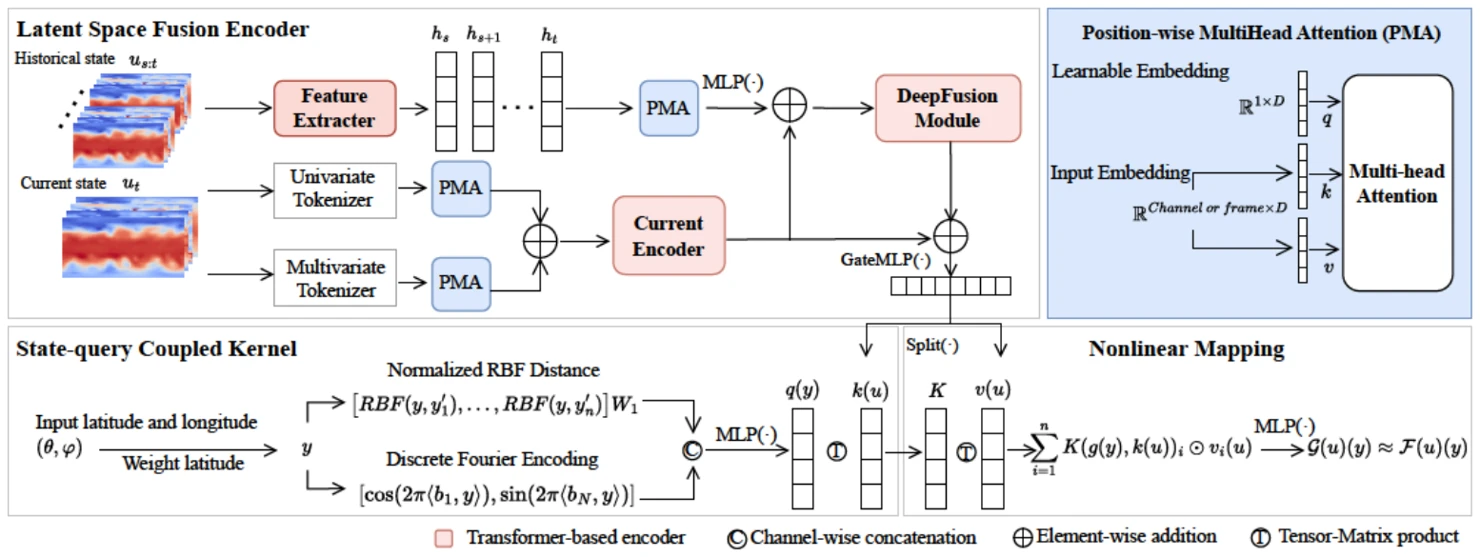 Latent Space Fusion Encoder
Historical state u_{s:t}
Feature
Extracter
h_s h_{s+1} h_t
...
PMA
MLP(·)
DeepFusion
Module
Current state u_t
Univariate
Tokenizer
PMA
Multivariate
Tokenizer
PMA
Current
Encoder
GateMLP(·)
Position-wise MultiHead Attention (PMA)
Learnable Embedding
ℝ^{1×D}
q
Input Embedding
ℝ^{Channel or frame×D}
k
v
Multi-head
Attention
State-query Coupled Kernel
Input latitude and longitude
(θ, φ)
Weight latitude
y
Normalized RBF Distance
[RBF(y, y′_1), . . . , RBF(y, y′_n)]W_1
Discrete Fourier Encoding
[cos(2π⟨b_1, y⟩), sin(2π⟨b_N, y⟩)]
©
MLP(·)
q(y)
Ⓣ
k(u)
Split(·)
Nonlinear Mapping
K
Ⓣ
v(u)
∑_{i=1}^{n} K(g(y), k(u))_i ⊙ v_i(u)
MLP(·)
𝒢(u)(y) ≈ ℱ(u)(y)
Transformer-based encoder
© Channel-wise concatenation
⊕ Element-wise addition
Ⓣ Tensor-Matrix product